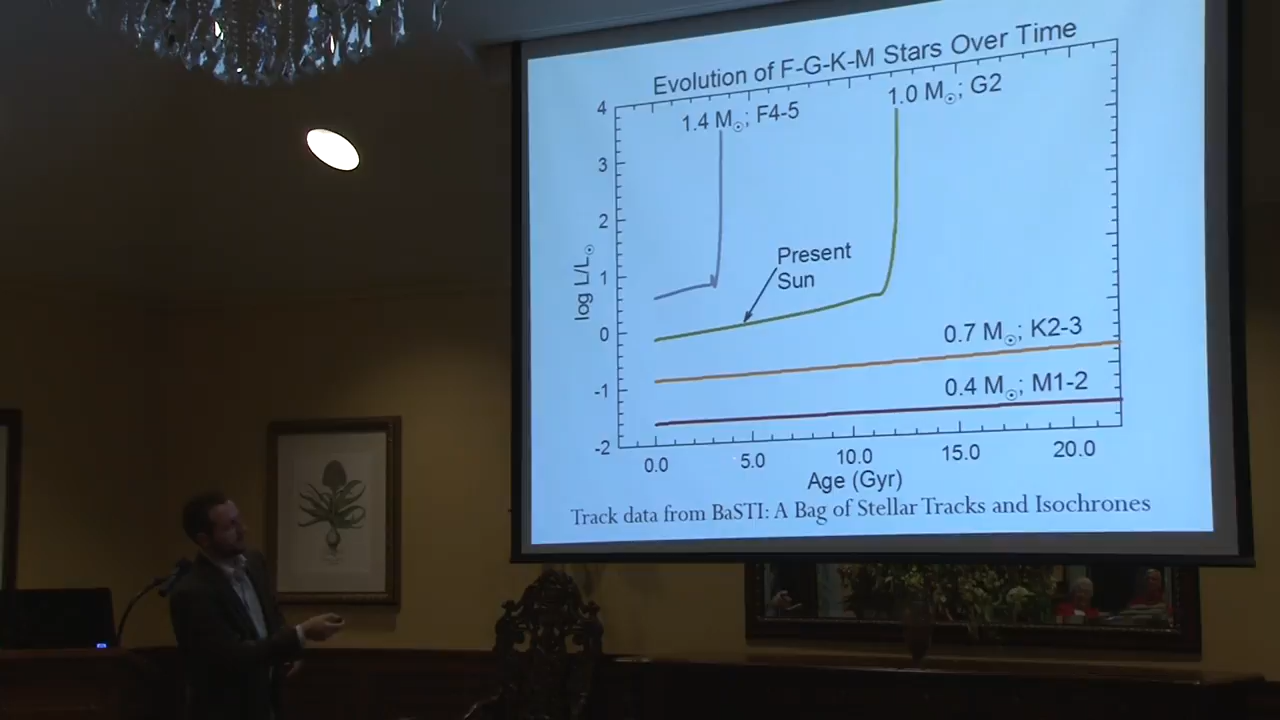 Evolution of F-G-K-M Stars Over Time
1.4 M☉; F4-5
1.0 M☉; G2
Present
Sun
0.7 M☉; K2-3
0.4 M☉; M1-2
log L/L☉
4
3
2
1
0
-1
-2
0.0 5.0 10.0 15.0 20.0
Age (Gyr)
Track data from BaSTI: A Bag of Stellar Tracks and Isochrones